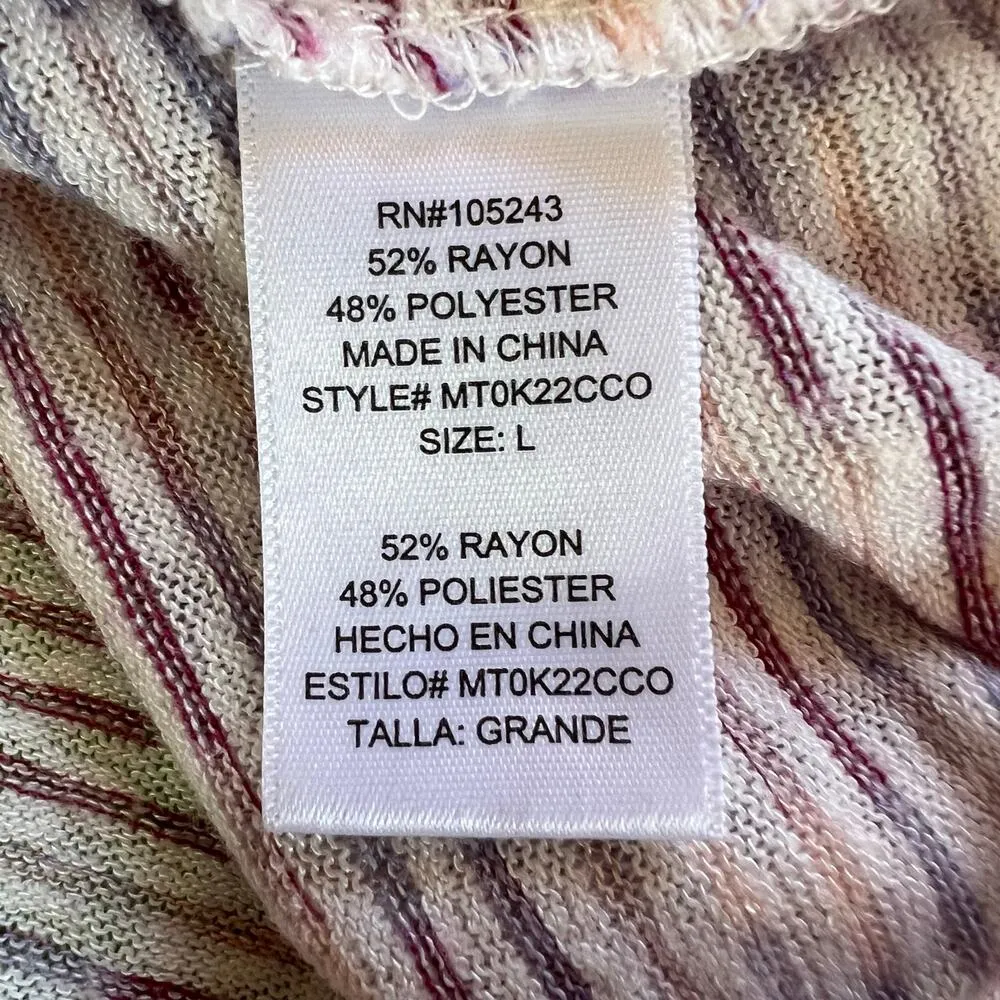 RN#105243
52% RAYON
48% POLYESTER
MADE IN CHINA
STYLE# MT0K22CCO
SIZE: L
52% RAYON
48% POLIESTER
HECHO EN CHINA
ESTILO# MT0K22CCO
TALLA: GRANDE